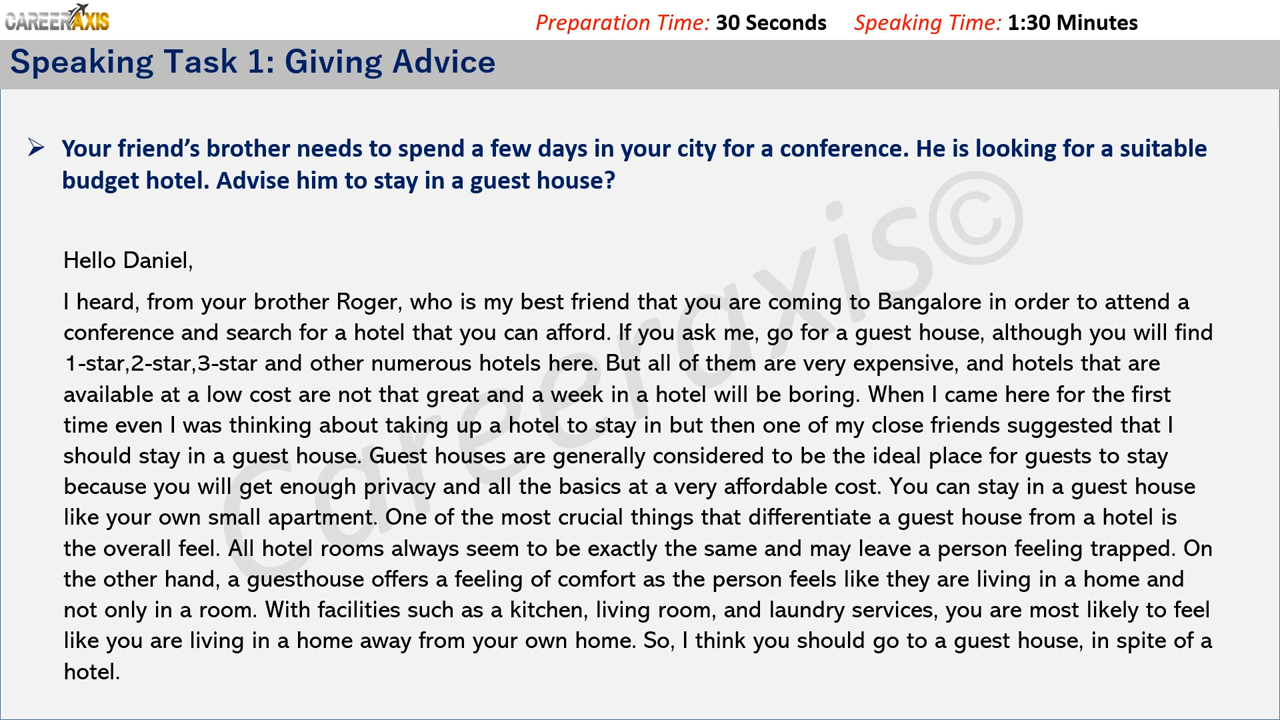 CAREERAXIS
Preparation Time: 30 Seconds Speaking Time: 1:30 Minutes
Speaking Task 1: Giving Advice
Your friend's brother needs to spend a few days in your city for a conference. He is looking for a suitable
budget hotel. Advise him to stay in a guest house?
Hello Daniel,
I heard, from your brother Roger, who is my best friend that you are coming to Bangalore in order to attend a
conference and search for a hotel that you can afford. If you ask me, go for a guest house, although you will find
1-star,2-star,3-star and other numerous hotels here. But all of them are very expensive, and hotels that are
available at a low cost are not that great and a week in a hotel will be boring. When I came here for the first
time even I was thinking about taking up a hotel to stay in but then one of my close friends suggested that I
should stay in a guest house. Guest houses are generally considered to be the ideal place for guests to stay
because you will get enough privacy and all the basics at a very affordable cost. You can stay in a guest house
like your own small apartment. One of the most crucial things that differentiate a guest house from a hotel is
the overall feel. All hotel rooms always seem to be exactly the same and may leave a person feeling trapped. On
the other hand, a guesthouse offers a feeling of comfort as the person feels like they are living in a home and
not only in a room. With facilities such as a kitchen, living room, and laundry services, you are most likely to feel
like you are living in a home away from your own home. So, I think you should go to a guest house, in spite of a
hotel.
Careeraxis©